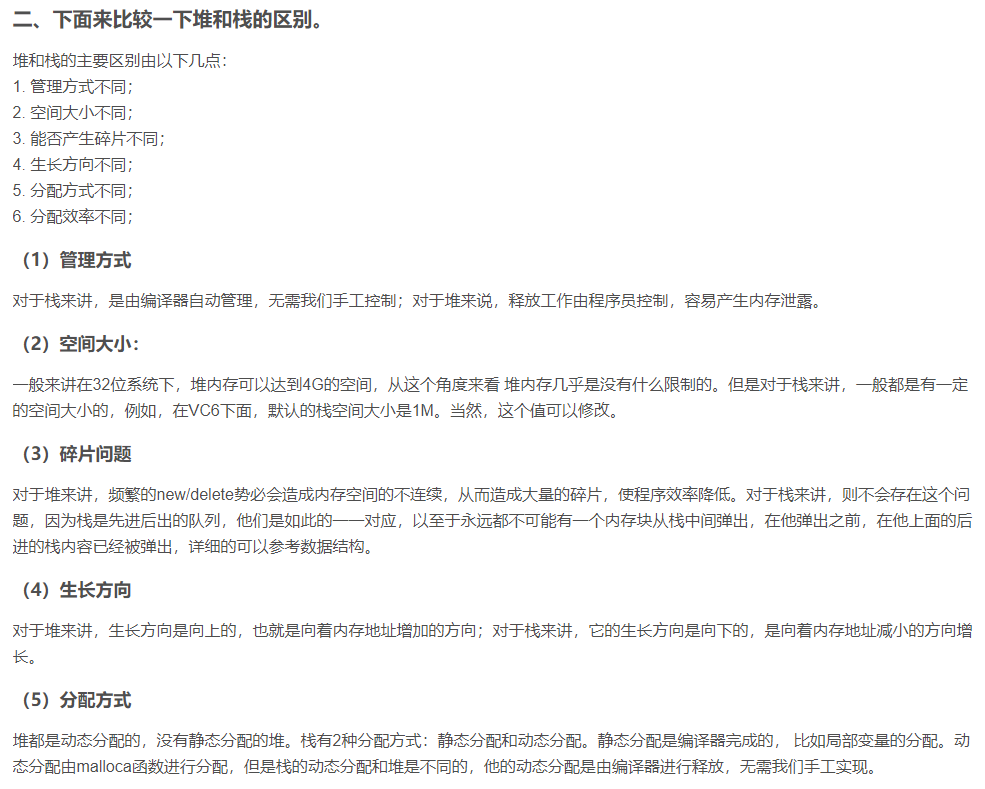 二、下面来比较一下堆和栈的区别。
堆和栈的主要区别由以下几点：
1. 管理方式不同；
2. 空间大小不同；
3. 能否产生碎片不同；
4. 生长方向不同；
5. 分配方式不同；
6. 分配效率不同；
（1）管理方式
对于栈来讲，是由编译器自动管理，无需我们手工控制；对于堆来说，释放工作由程序员控制，容易产生内存泄露。
（2）空间大小：
一般来讲在32位系统下，堆内存可以达到4G的空间，从这个角度来看 堆内存几乎是没有什么限制的。但是对于栈来讲，一般都是有一定
的空间大小的，例如，在VC6下面，默认的栈空间大小是1M。当然，这个值可以修改。
（3）碎片问题
对于堆来讲，频繁的new/delete势必会造成内存空间的不连续，从而造成大量的碎片，使程序效率降低。对于栈来讲，则不会存在这个问
题，因为栈是先进后出的队列，他们是如此的一一对应，以至于永远都不可能有一个内存块从栈中间弹出，在他弹出之前，在他上面的后
进的栈内容已经被弹出，详细的可以参考数据结构。
（4）生长方向
对于堆来讲，生长方向是向上的，也就是向着内存地址增加的方向；对于栈来讲，它的生长方向是向下的，是向着内存地址减小的方向增
长。
（5）分配方式
堆都是动态分配的，没有静态分配的堆。栈有2种分配方式：静态分配和动态分配。静态分配是编译器完成的， 比如局部变量的分配。动
态分配由malloca函数进行分配，但是栈的动态分配和堆是不同的，他的动态分配是由编译器进行释放，无需我们手工实现。